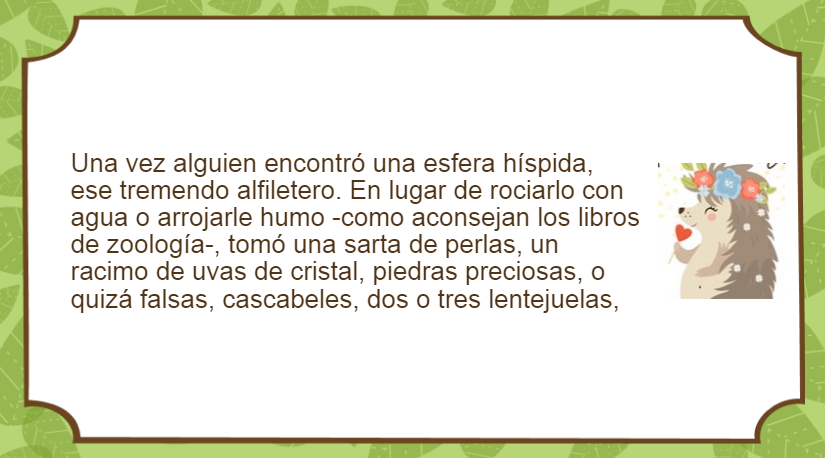 Una vez alguien encontró una esfera híspida,
ese tremendo alfiletero. En lugar de rociarlo con
agua o arrojarle humo -como aconsejan los libros
de zoología-, tomó una sarta de perlas, un
racimo de uvas de cristal, piedras preciosas, o
quizá falsas, cascabeles, dos o tres lentejuelas,